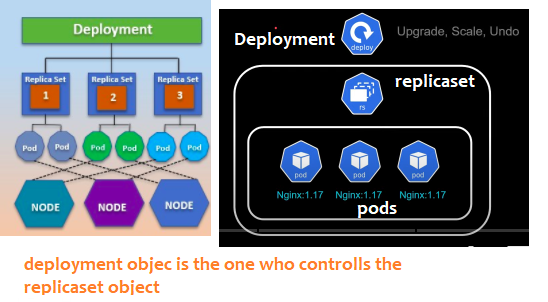 Deployment
Replica Set
1
Replica Set
2
Replica Set
3
Pod
Pod
Pod
Pod
Pod
Pod
NODE
NODE
NODE
Deployment
deploy
Upgrade, Scale, Undo
replicaset
rs
pod
pod
pod
Nginx:1.17
Nginx:1.17
Nginx:1.17
pods
deployment objec is the one who controlls the
replicaset object